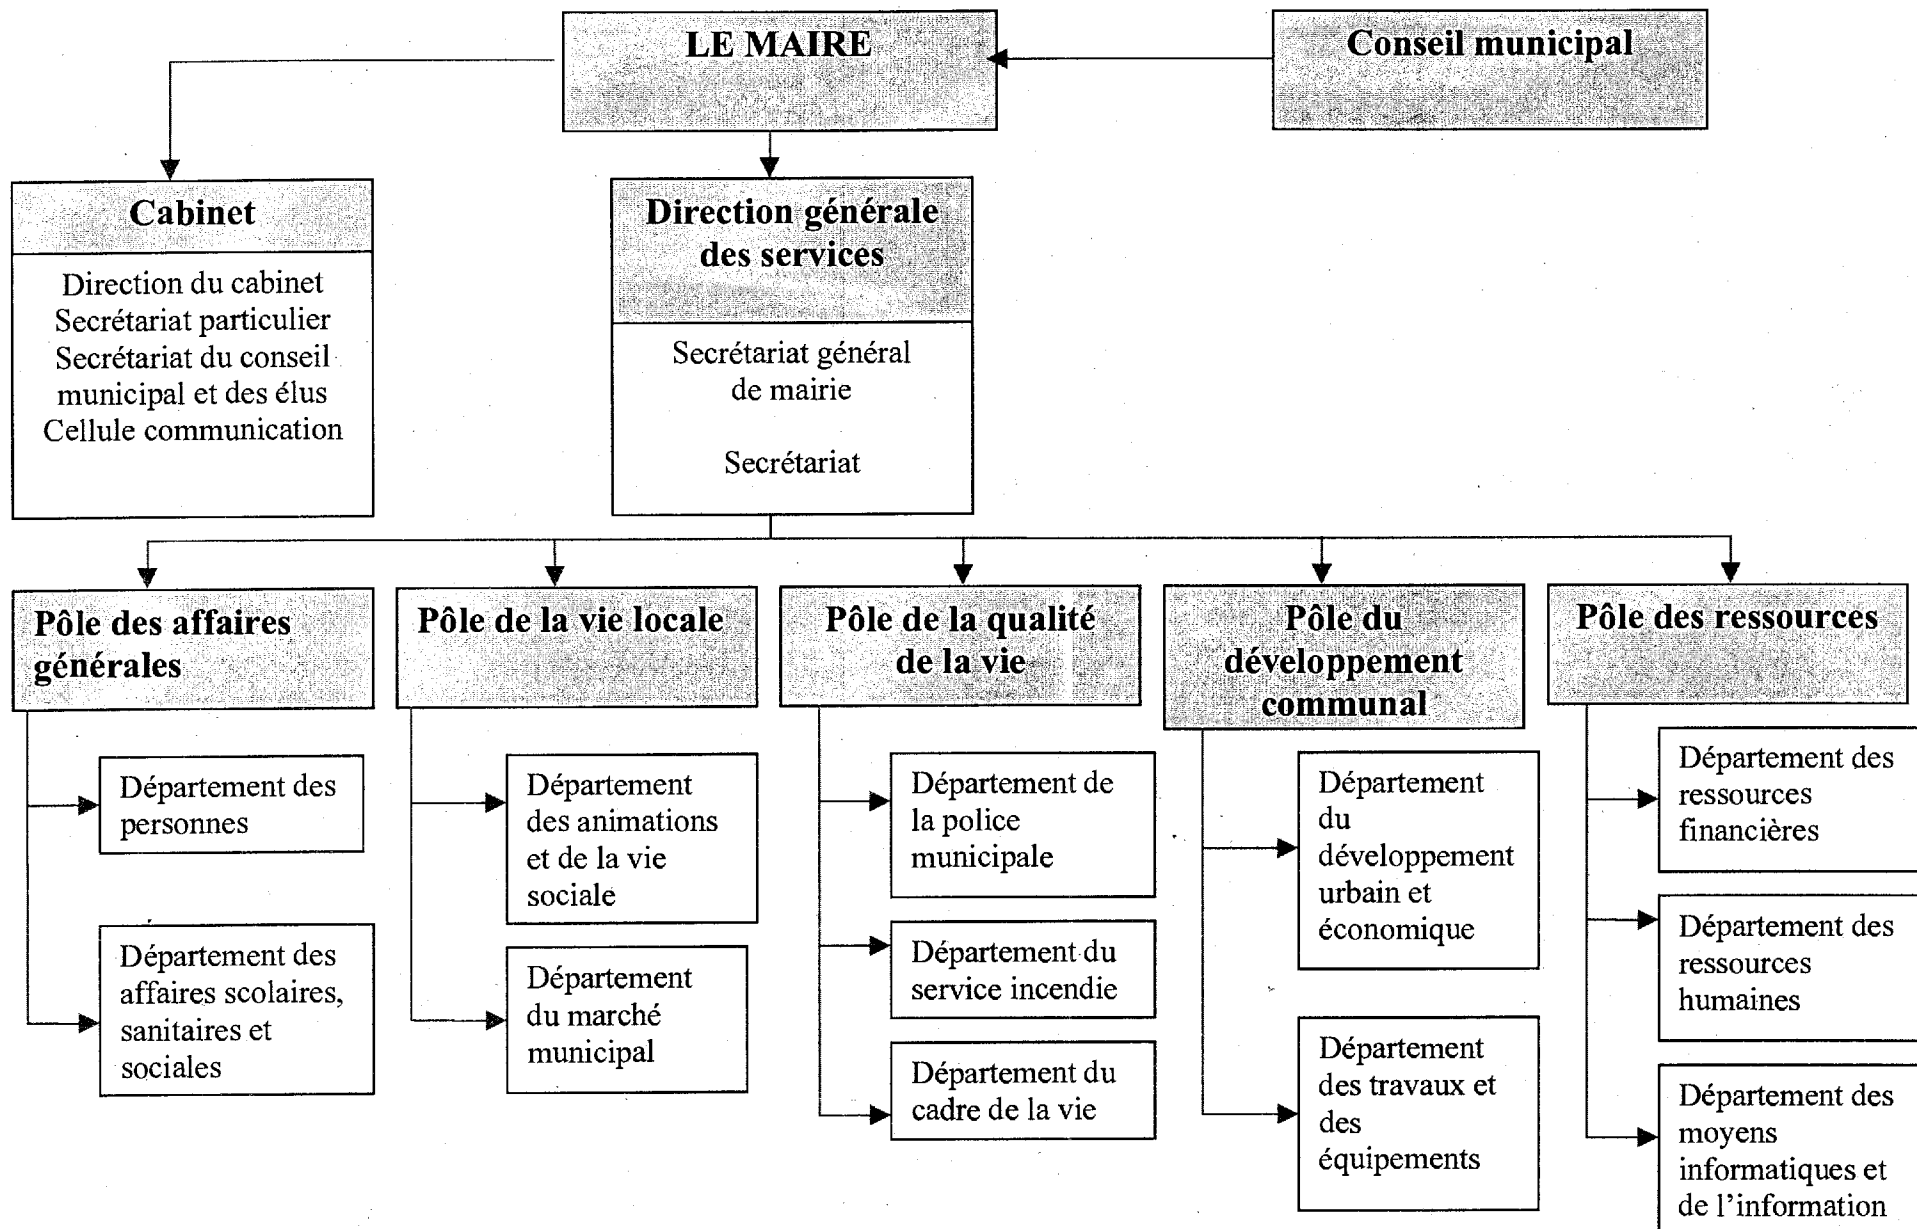 LE MAIRE
Conseil municipal
Cabinet
Direction du cabinet
Secrétariat particulier
Secrétariat du conseil
municipal et des élus
Cellule communication
Direction générale
des services
Secrétariat général
de mairie
Secrétariat
Pôle des affaires
générales
Département des
personnes
Département des
affaires scolaires,
sanitaires et
sociales
Pôle de la vie locale
Département
des animations
et de la vie
sociale
Département
du marché
municipal
Pôle de la qualité
de la vie
Département de
la police
municipale
Département du
service incendie
Département du
cadre de la vie
Pôle du
développement
communal
Département
du
développement
urbain et
économique
Département
des travaux et
des
équipements
Pôle des ressources
Département des
ressources
financières
Département des
ressources
humaines
Département des
moyens
informatiques et
de l'information